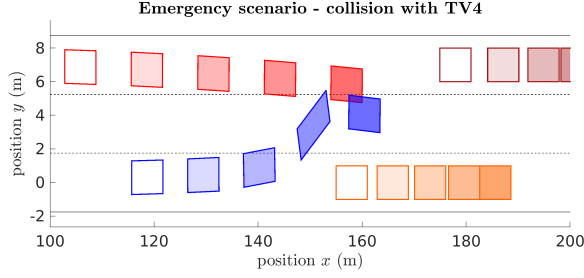 Emergency scenario - collision with TV4
position y (m)
8
6
4
2
0
-2
100 120 140 160 180 200
position x (m)